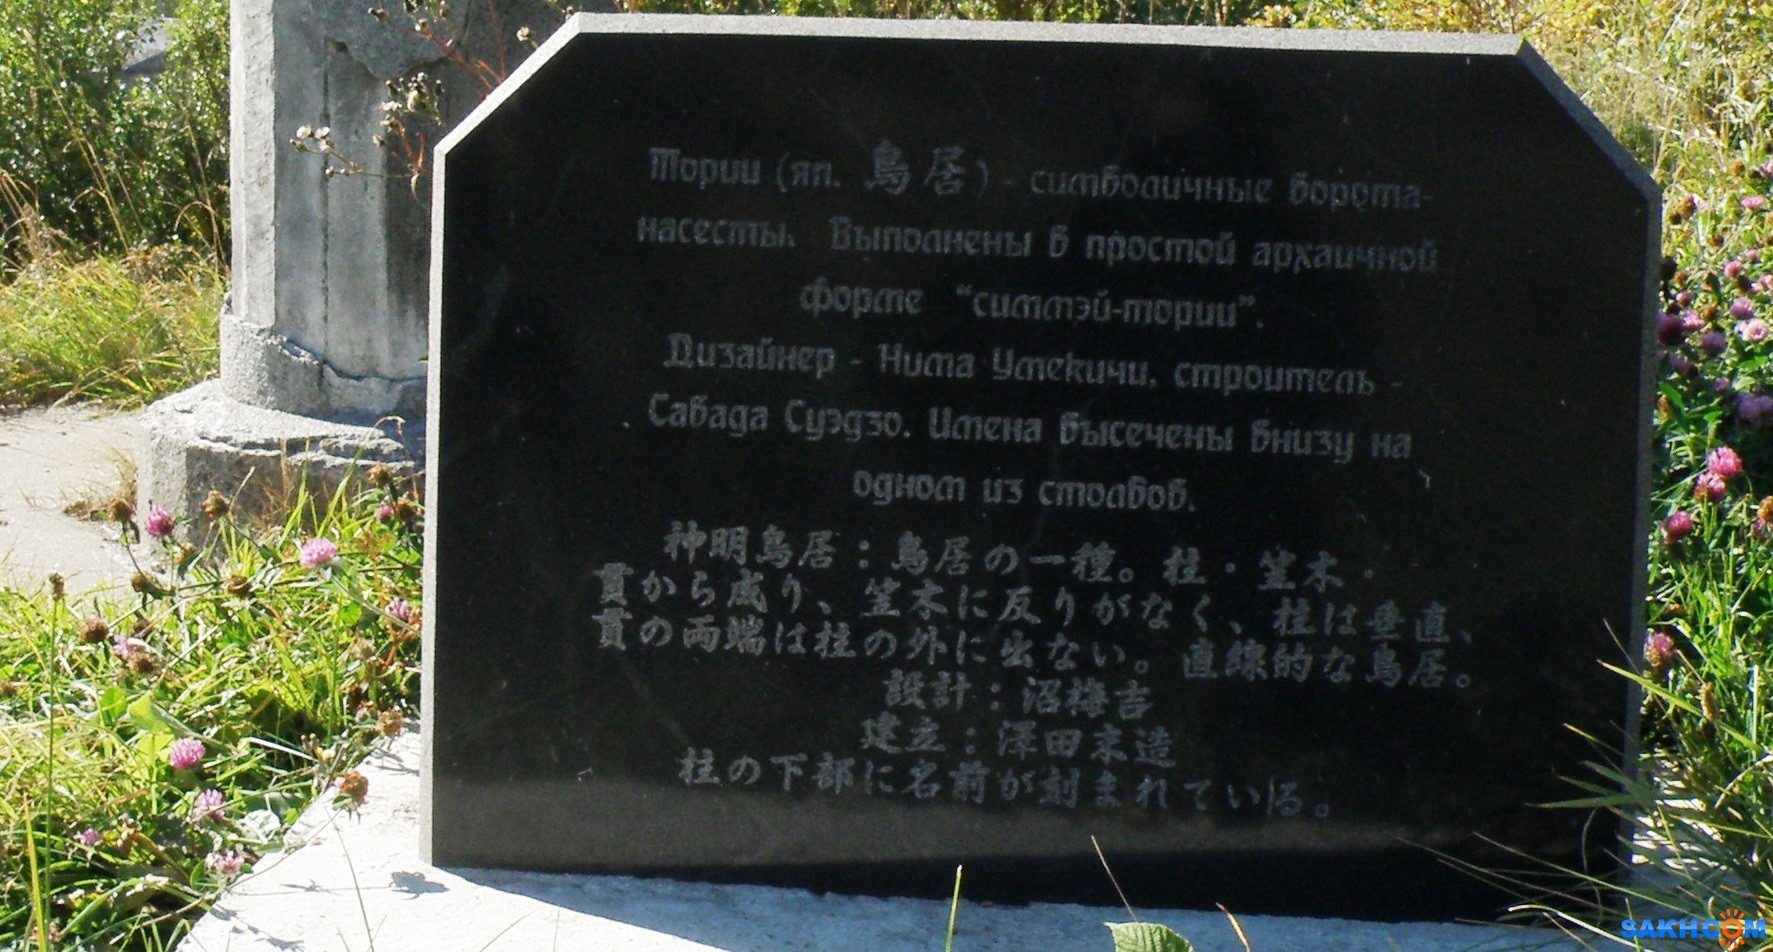 Тории (яп. 鳥居) - символичные ворота-
насесты. Выполнены в простой архаичной
форме “симмэй-тории”.
Дизайнер - Нима Умекичи, строитель -
Савада Суэдзо. Имена высечены внизу на
одном из столбов.
神明鳥居：鳥居の一種。柱・笠木・
貫から成り、笠木に反りがなく、柱は垂直、
貫の両端は柱の外に出ない。直線的な鳥居。
設計：沼梅吉
建立：澤田末造
柱の下部に名前が刻まれている。
SAKH.COM